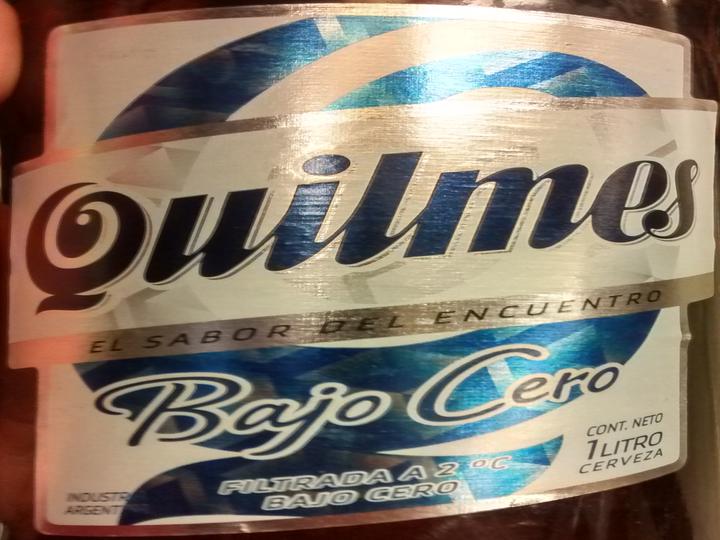 Quilmes
EL SABOR DEL ENCUENTRO
Bajo Cero
CONT. NETO
1 LITRO
CERVEZA
FILTRADA A 2 °C
BAJO CERO